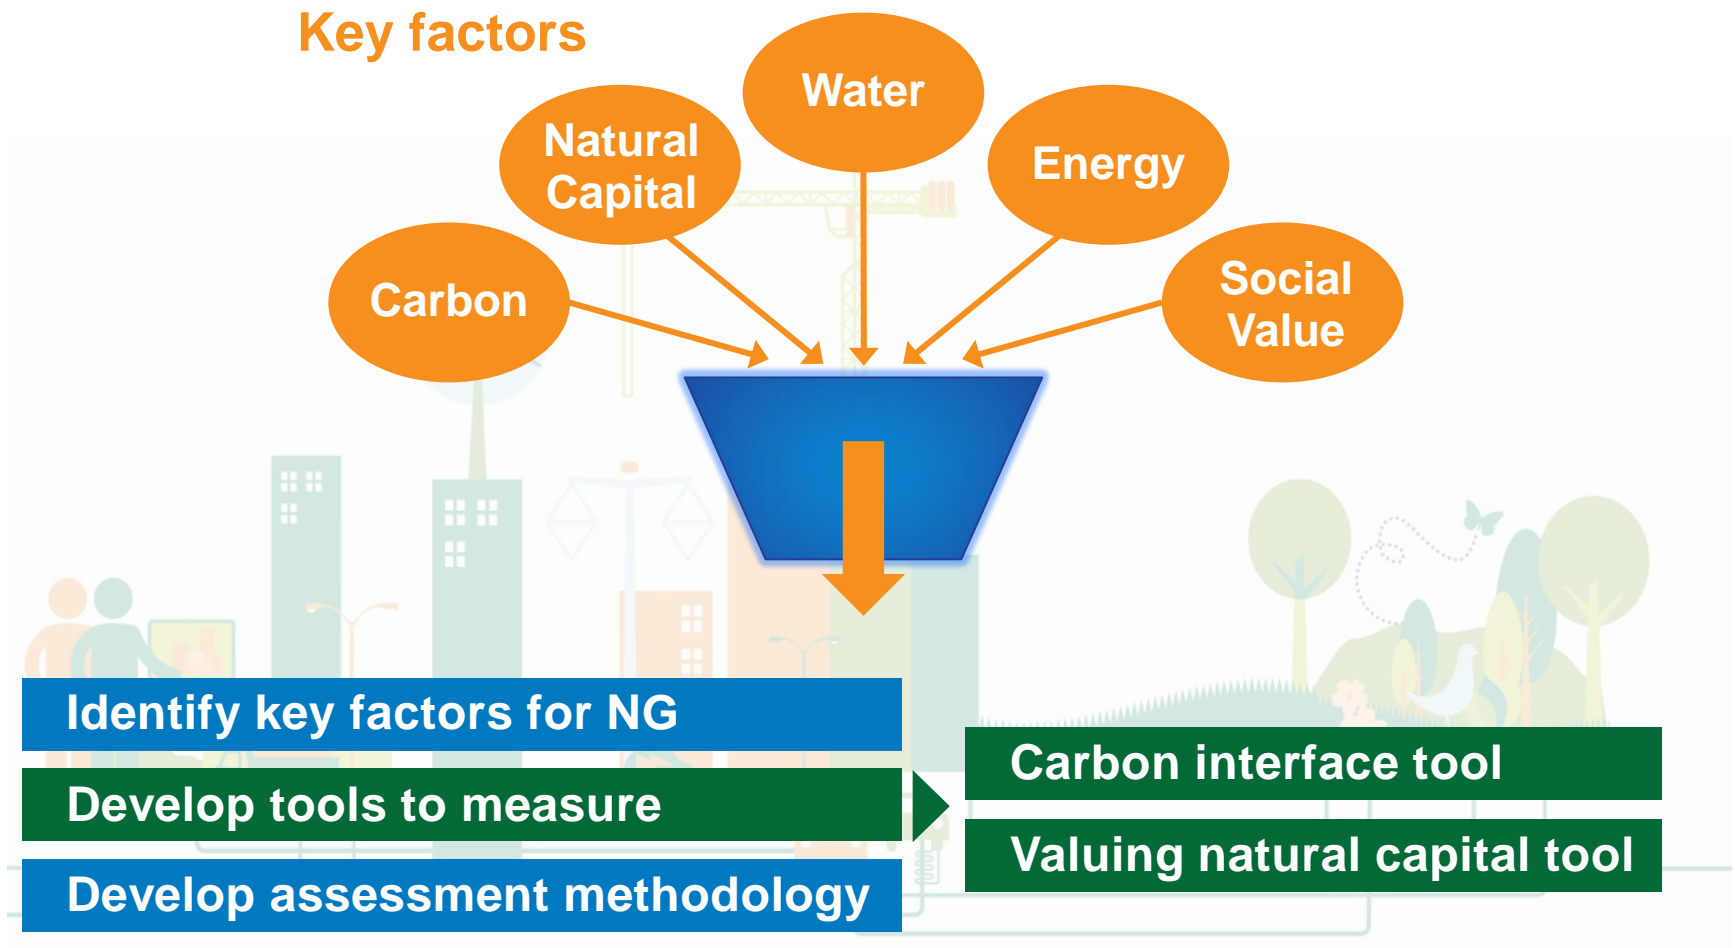 Key factors
Water
Natural
Capital
Energy
Carbon
Social
Value
Identify key factors for NG
Develop tools to measure
Develop assessment methodology
Carbon interface tool
Valuing natural capital tool